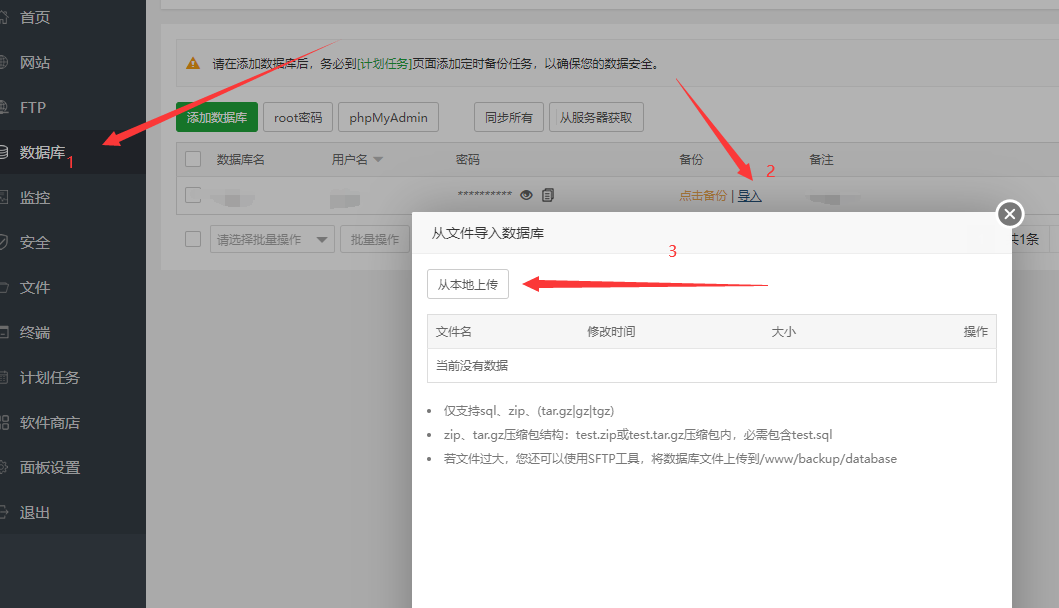 首页
网站
FTP
数据库
1
监控
安全
文件
终端
计划任务
软件商店
面板设置
退出
请在添加数据库后，务必到[计划任务]页面添加定时备份任务，以确保您的数据安全。
添加数据库 root密码 phpMyAdmin 同步所有 从服务器获取
数据库名 用户名 密码 备份 备注
2
********** 点击备份 | 导入
请选择批量操作 批量操作 共1条
从文件导入数据库
3
从本地上传
文件名 修改时间 大小 操作
当前没有数据
仅支持sql、zip、(tar.gz|gz|tgz)
zip、tar.gz压缩包结构：test.zip或test.tar.gz压缩包内，必需包含test.sql
若文件过大，您还可以使用SFTP工具，将数据库文件上传到/www/backup/database